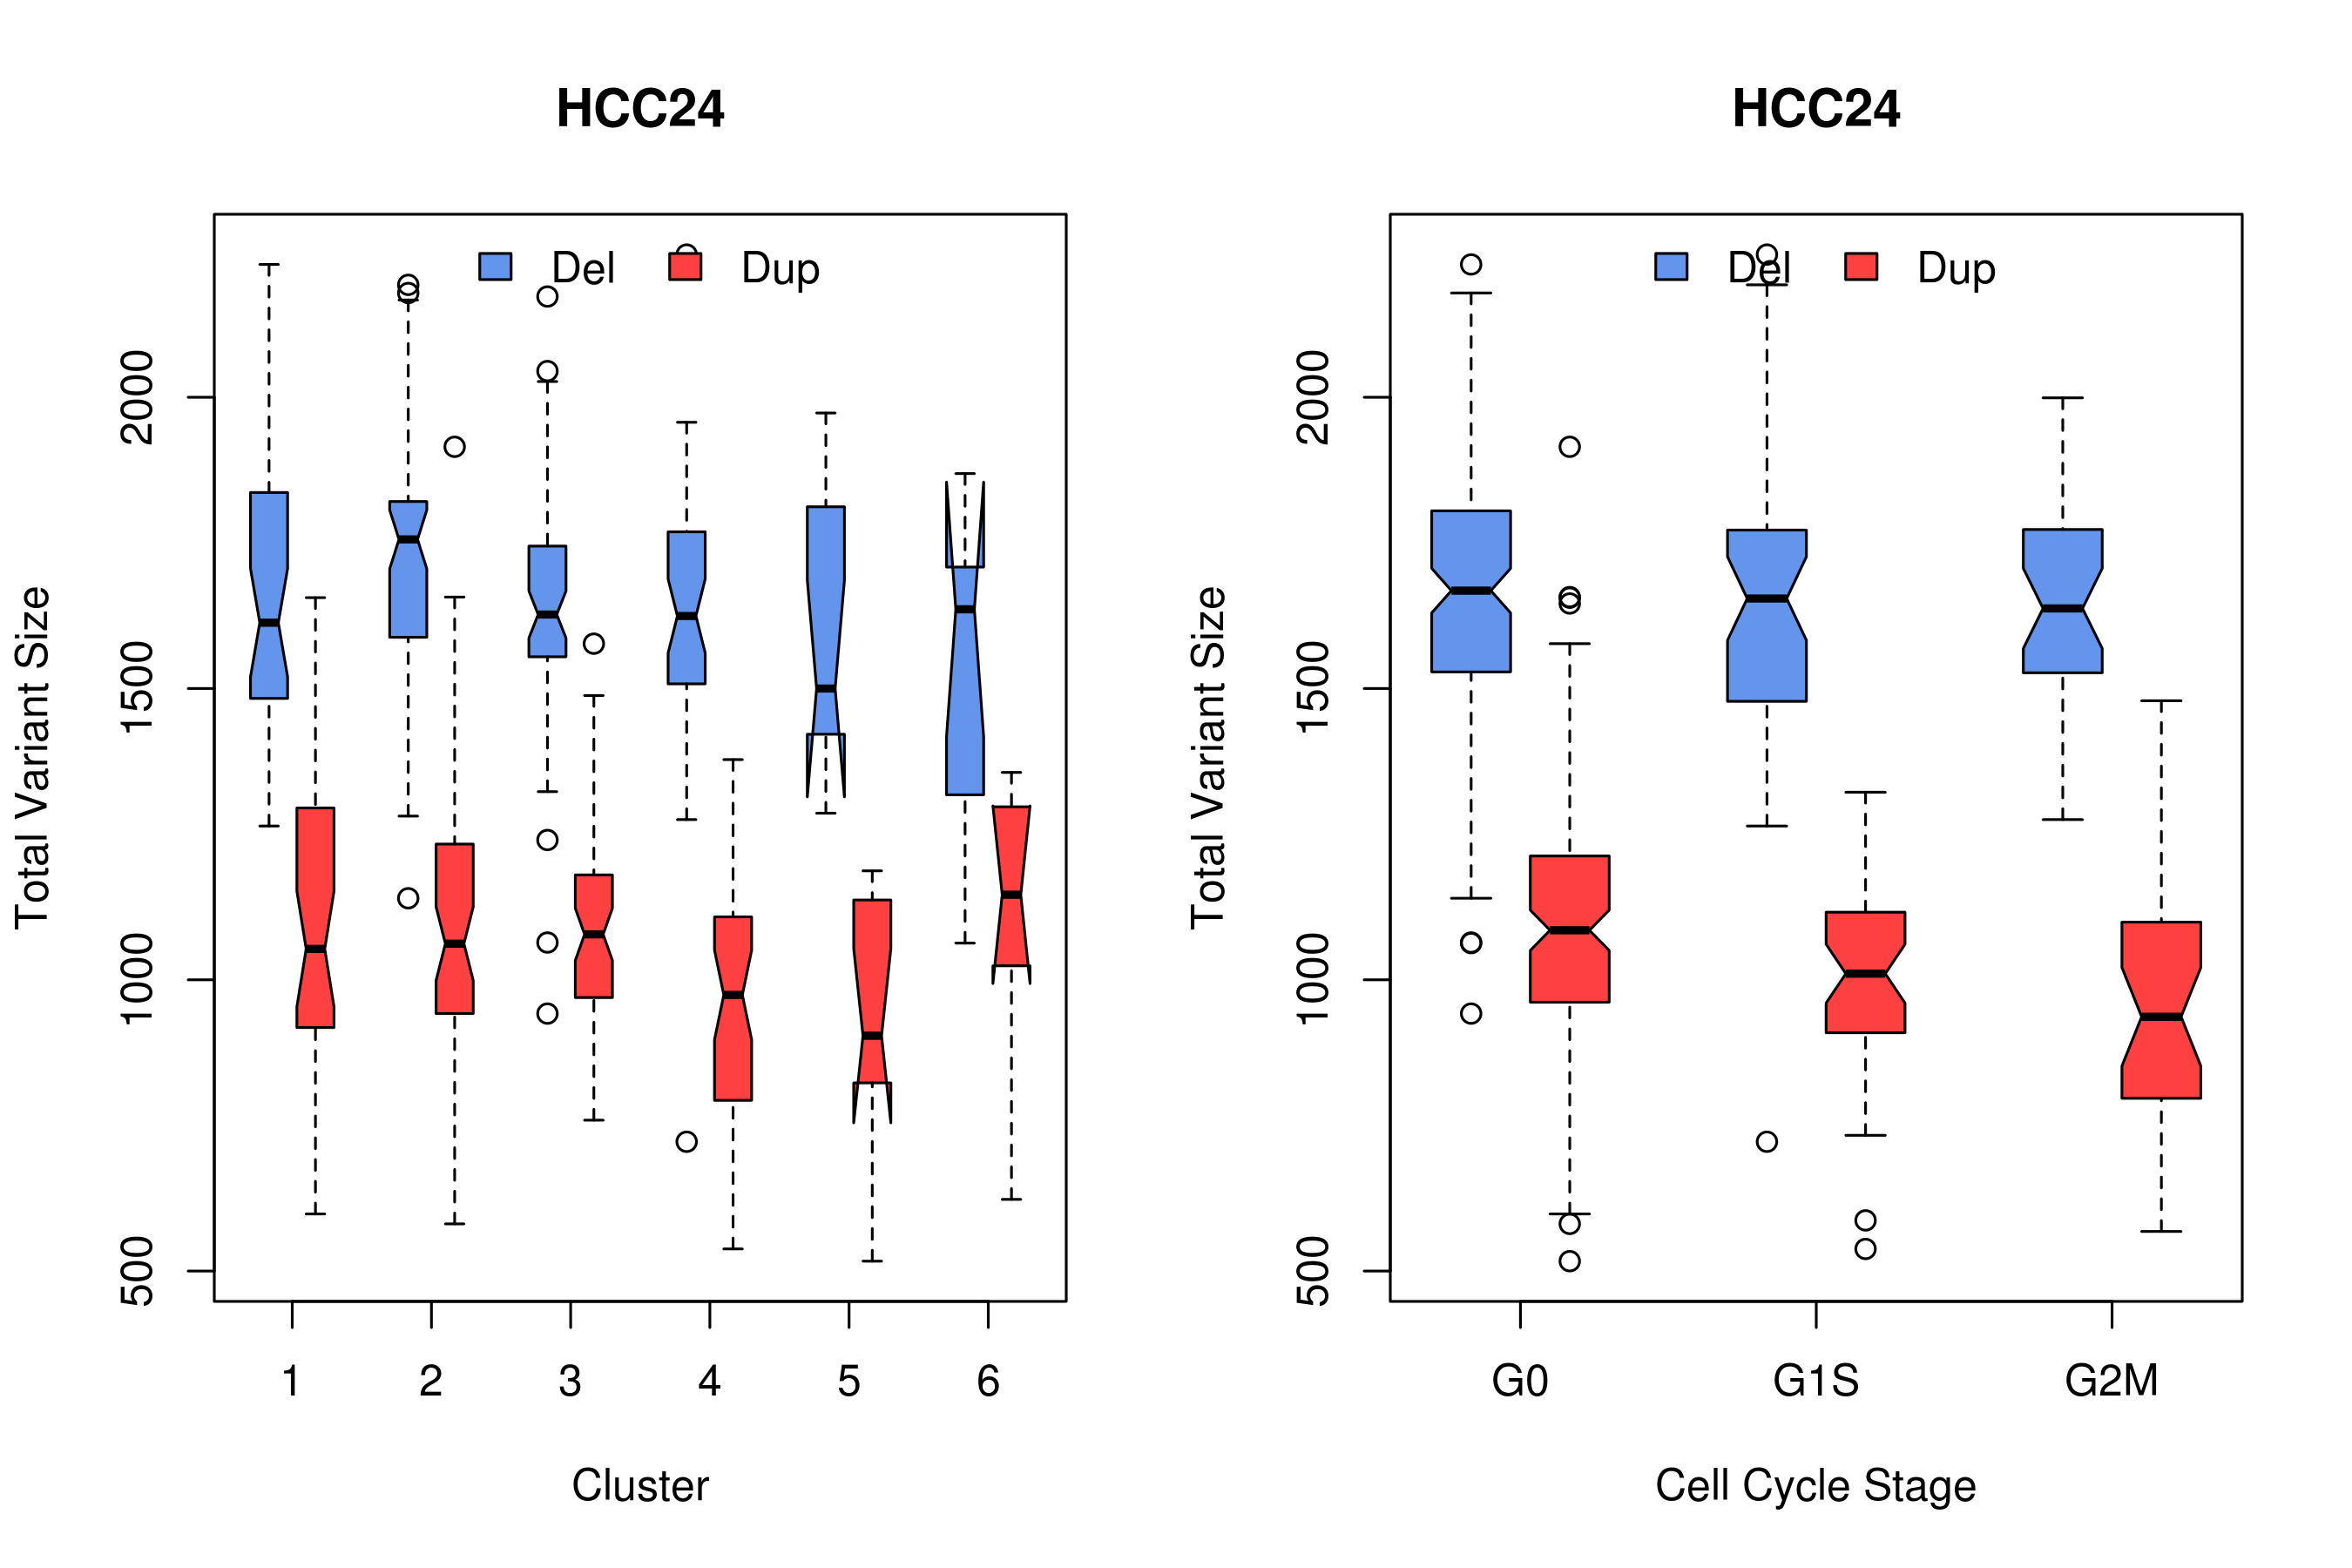 HCC24
Del Dup
Total Variant Size
2000
1500
1000
500
1 2 3 4 5 6
Cluster
HCC24
Del Dup
Total Variant Size
2000
1500
1000
500
G0 G1S G2M
Cell Cycle Stage